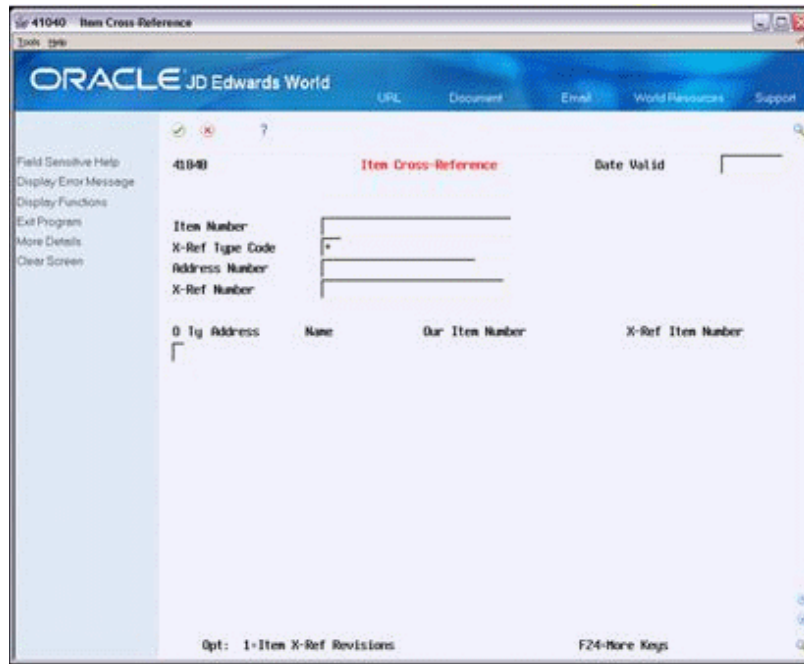 41040 Item Cross-Reference
Tools Help
ORACLE JD Edwards World
URL Document Email World Resources Support
?
Field Sensitive Help
Display Error Message
Display Functions
Exit Program
More Details
Clear Screen
41040 Item Cross-Reference Date Valid
Item Number
X-Ref Type Code *
Address Number
X-Ref Number
O Ty Address Name Our Item Number X-Ref Item Number
Opt: 1=Item X-Ref Revisions F24=More Keys